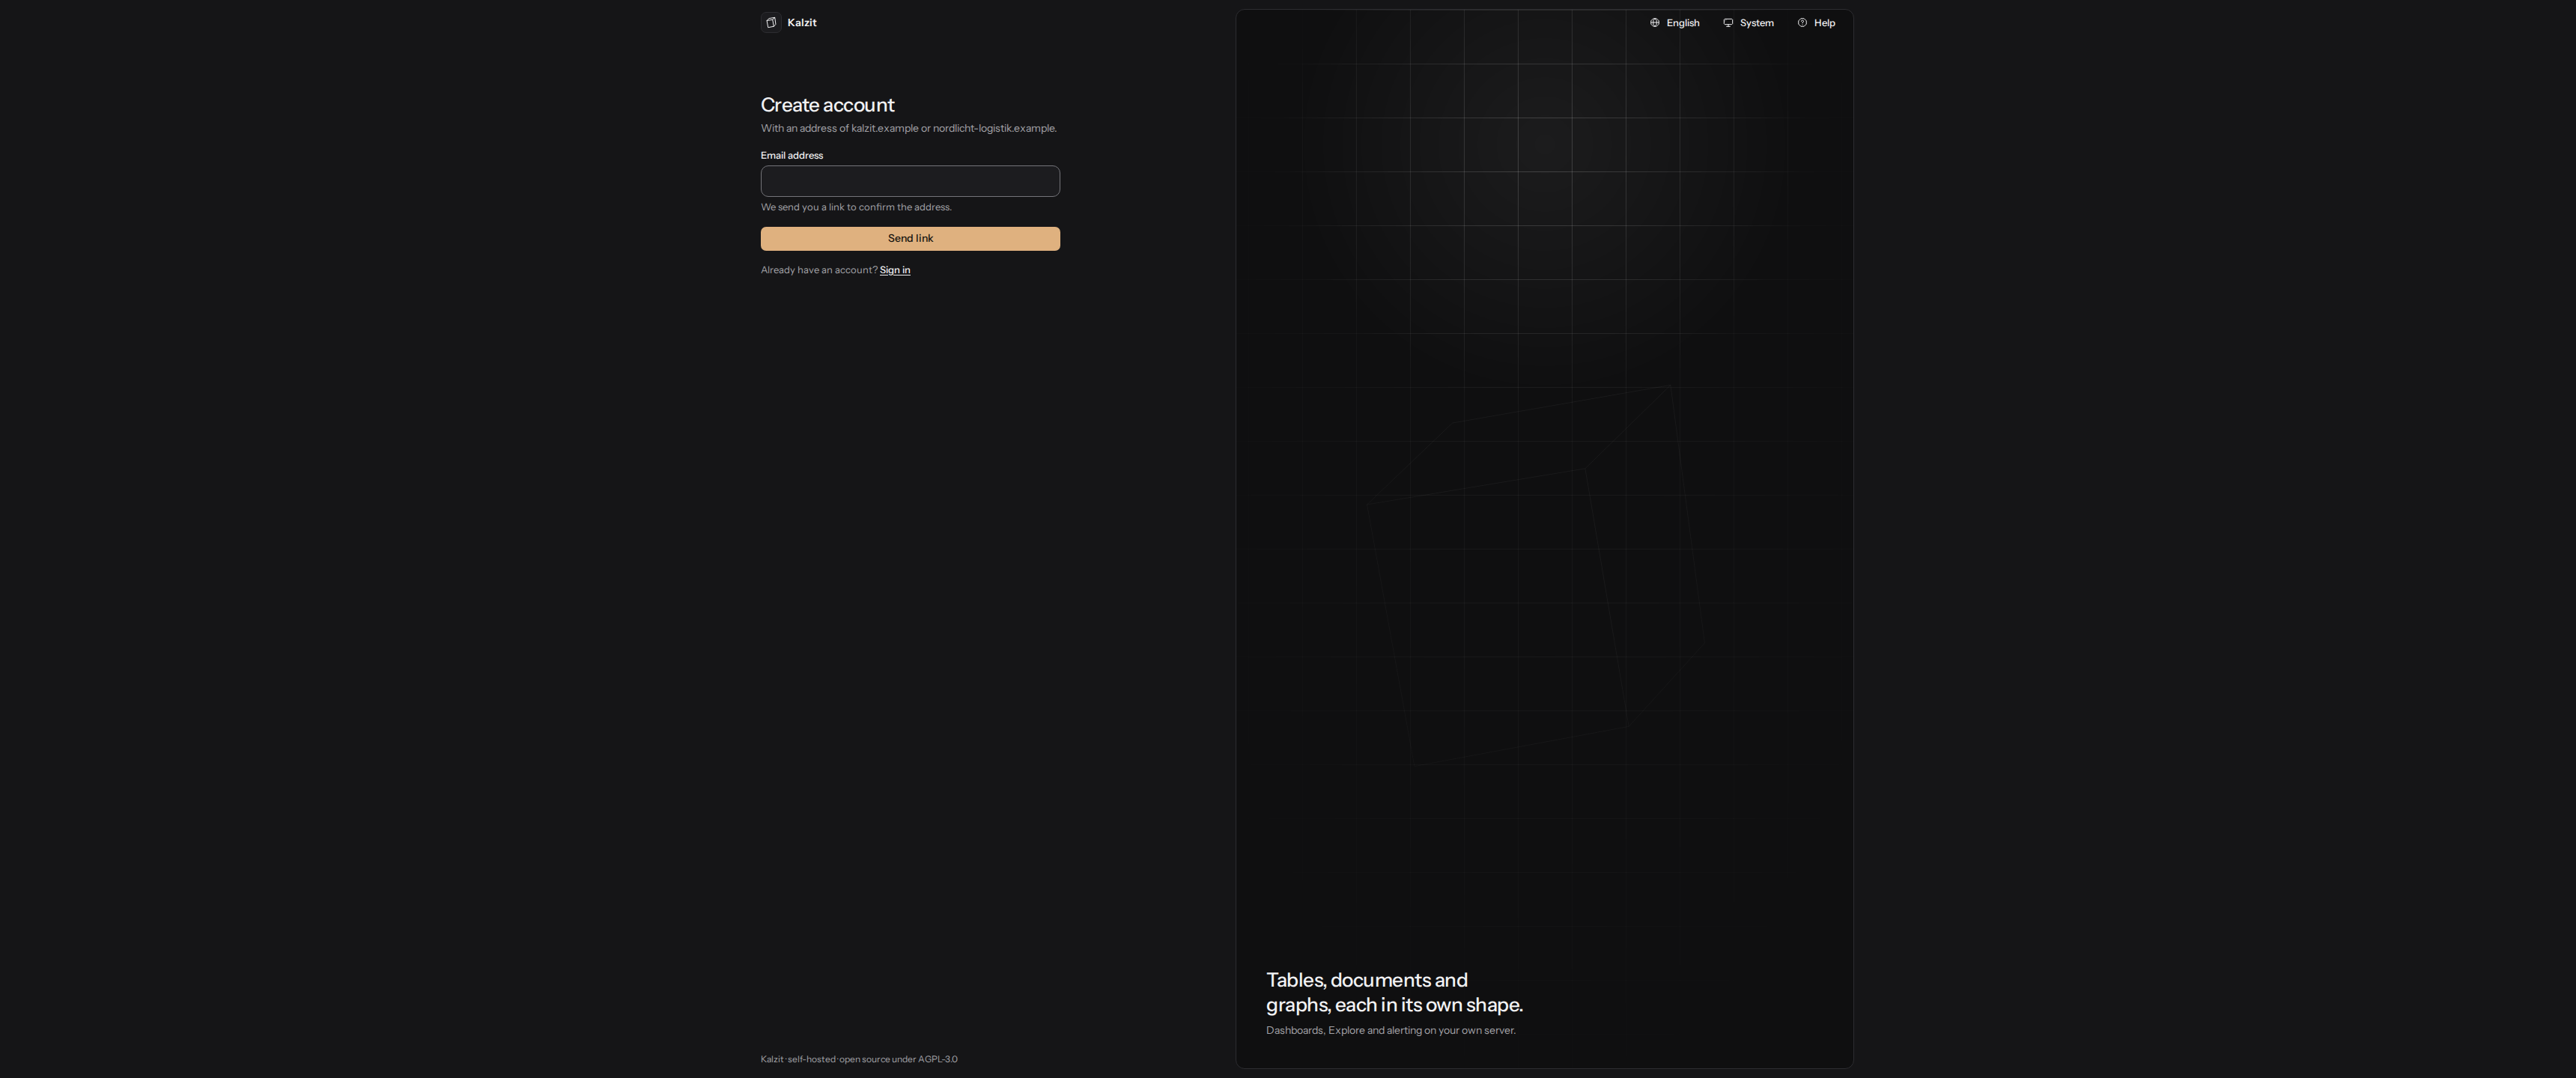 Kalzit
English
System
Help
Create account
With an address of kalzit.example or nordlicht-logistik.example.
Email address
We send you a link to confirm the address.
Send link
Already have an account? Sign in
Tables, documents and
graphs, each in its own shape.
Dashboards, Explore and alerting on your own server.
Kalzit · self-hosted · open source under AGPL-3.0